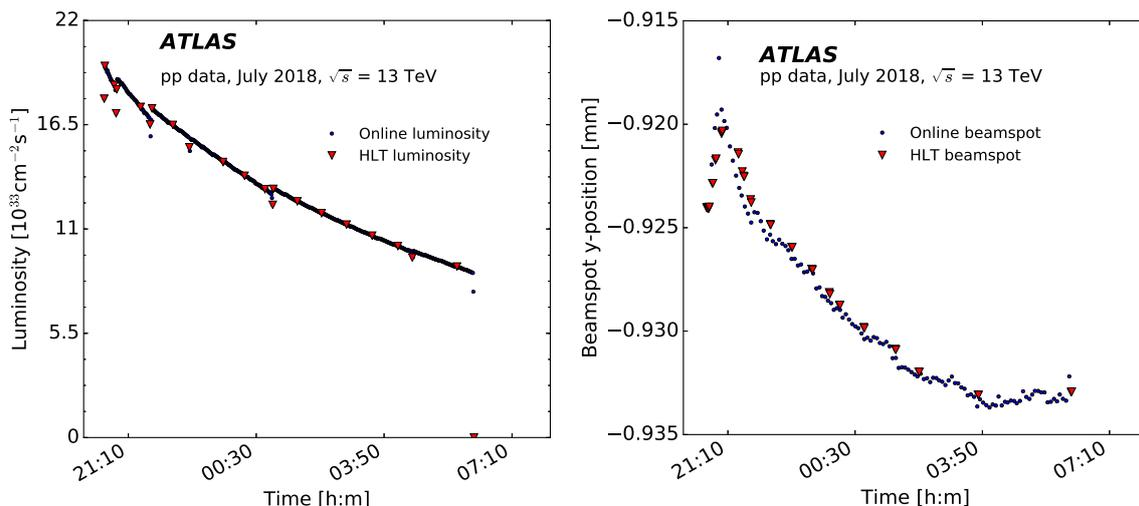 22
16.5
11
5.5
0
Luminosity [10³³cm⁻²s⁻¹]
ATLAS
pp data, July 2018, √s = 13 TeV
Online luminosity
HLT luminosity
21:10
00:30
03:50
07:10
Time [h:m]
−0.915
−0.920
−0.925
−0.930
−0.935
Beamspot y-position [mm]
ATLAS
pp data, July 2018, √s = 13 TeV
Online beamspot
HLT beamspot
21:10
00:30
03:50
07:10
Time [h:m]